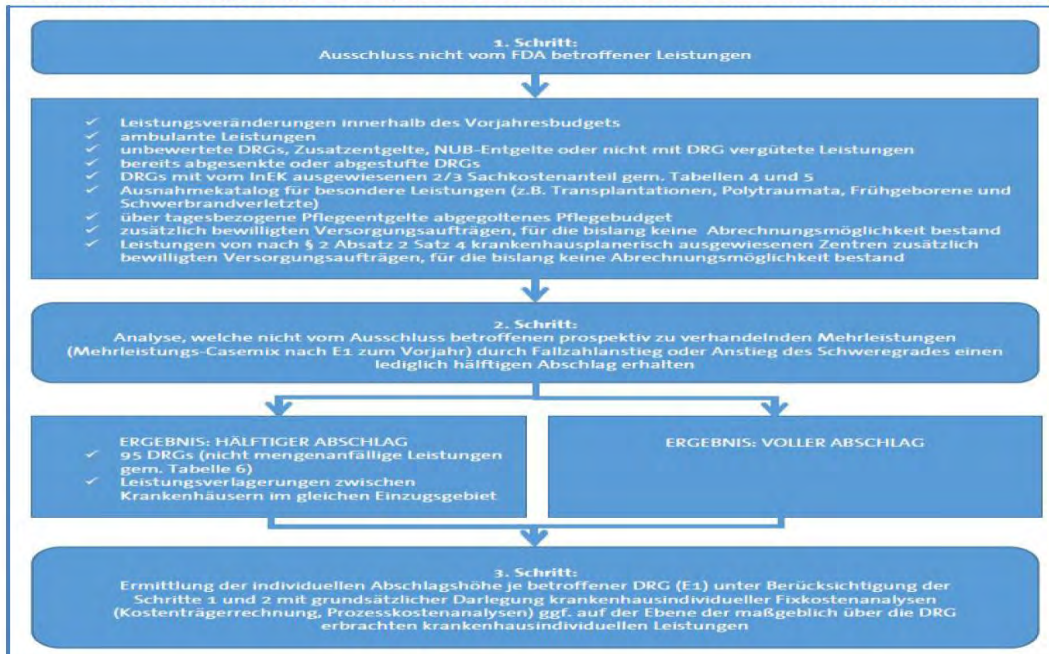 1. Schritt:
Ausschluss nicht vom FDA betroffener Leistungen
✓ Leistungsveränderungen innerhalb des Vorjahresbudgets
✓ ambulante Leistungen
✓ unbewertete DRGs, Zusatzentgelte, NUB-Entgelte oder nicht mit DRG vergütete Leistungen
✓ bereits abgesenkte oder abgestufte DRGs
✓ DRGs mit vom InEK ausgewiesenen 2/3 Sachkostenanteil gem. Tabellen 4 und 5
✓ Ausnahmekatalog für besondere Leistungen (z.B. Transplantationen, Polytraumata, Frühgeborene und
Schwerbrandverletzte)
✓ über tagesbezogene Pflegeentgelte abgegoltenes Pflegebudget
✓ zusätzlich bewilligten Versorgungsaufträgen, für die bislang keine Abrechnungsmöglichkeit bestand
✓ Leistungen von nach § 2 Absatz 2 Satz 4 krankenhausplanerisch ausgewiesenen Zentren zusätzlich
bewilligten Versorgungsaufträgen, für die bislang keine Abrechnungsmöglichkeit bestand
2. Schritt:
Analyse, welche nicht vom Ausschluss betroffenen prospektiv zu verhandelnden Mehrleistungen
(Mehrleistungs-Casemix nach E1 zum Vorjahr) durch Fallzahlanstieg oder Anstieg des Schweregrades einen
lediglich hälftigen Abschlag erhalten
ERGEBNIS: HÄLFTIGER ABSCHLAG
✓ 95 DRGs (nicht mengenanfällige Leistungen
gem. Tabelle 6)
✓ Leistungsverlagerungen zwischen
Krankenhäusern im gleichen Einzugsgebiet
ERGEBNIS: VOLLER ABSCHLAG
3. Schritt:
Ermittlung der individuellen Abschlagshöhe je betroffener DRG (E1) unter Berücksichtigung der
Schritte 1 und 2 mit grundsätzlicher Darlegung krankenhausindividueller Fixkostenanalysen
(Kostenträgerrechnung, Prozesskostenanalysen) ggf. auf der Ebene der maßgeblich über die DRG
erbrachten krankenhausindividuellen Leistungen